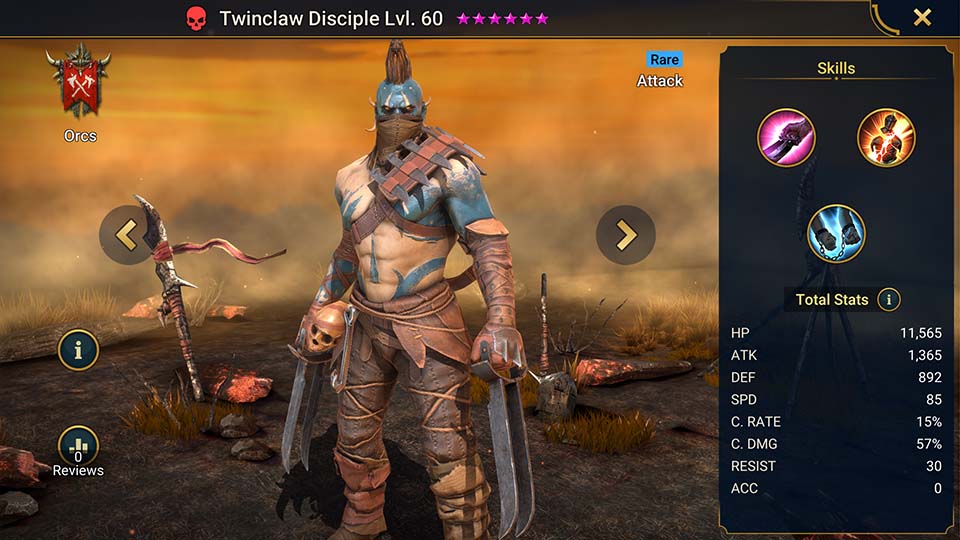 Twinclaw Disciple Lvl. 60
Rare
Attack
Orcs
0
Reviews
Skills
Total Stats i
HP 11,565
ATK 1,365
DEF 892
SPD 85
C. RATE 15%
C. DMG 57%
RESIST 30
ACC 0